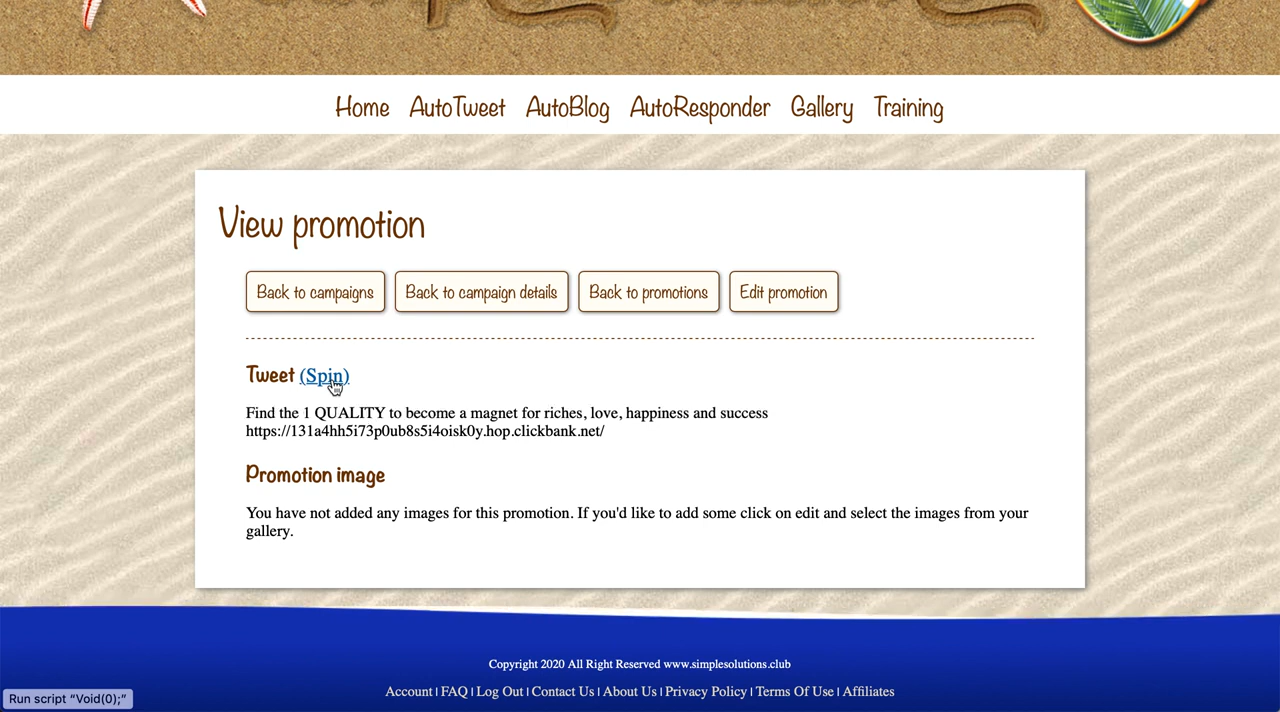 Home AutoTweet AutoBlog AutoResponder Gallery Training
View promotion
Back to campaigns Back to campaign details Back to promotions Edit promotion
Tweet (Spin)
Find the 1 QUALITY to become a magnet for riches, love, happiness and success
https://131a4hh5i73p0ub8s5i4oisk0y.hop.clickbank.net/
Promotion image
You have not added any images for this promotion. If you'd like to add some click on edit and select the images from your
gallery.
Copyright 2020 All Right Reserved www.simplesolutions.club
Account | FAQ | Log Out | Contact Us | About Us | Privacy Policy | Terms Of Use | Affiliates
Run script “Void(0);”